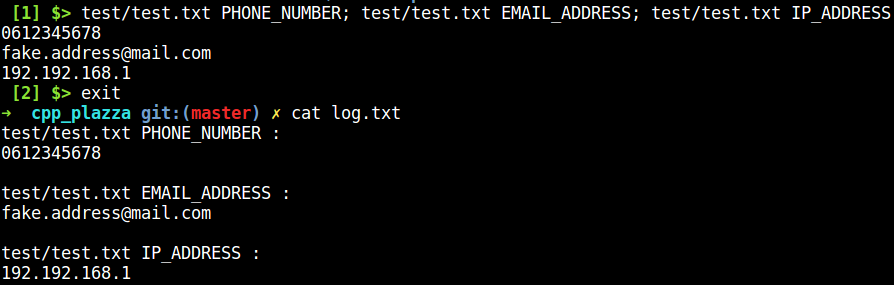 [1] $> test/test.txt PHONE_NUMBER; test/test.txt EMAIL_ADDRESS; test/test.txt IP_ADDRESS
0612345678
fake.address@mail.com
192.192.168.1
[2] $> exit
→ cpp_plazza git:(master) ✗ cat log.txt
test/test.txt PHONE_NUMBER :
0612345678

test/test.txt EMAIL_ADDRESS :
fake.address@mail.com

test/test.txt IP_ADDRESS :
192.192.168.1